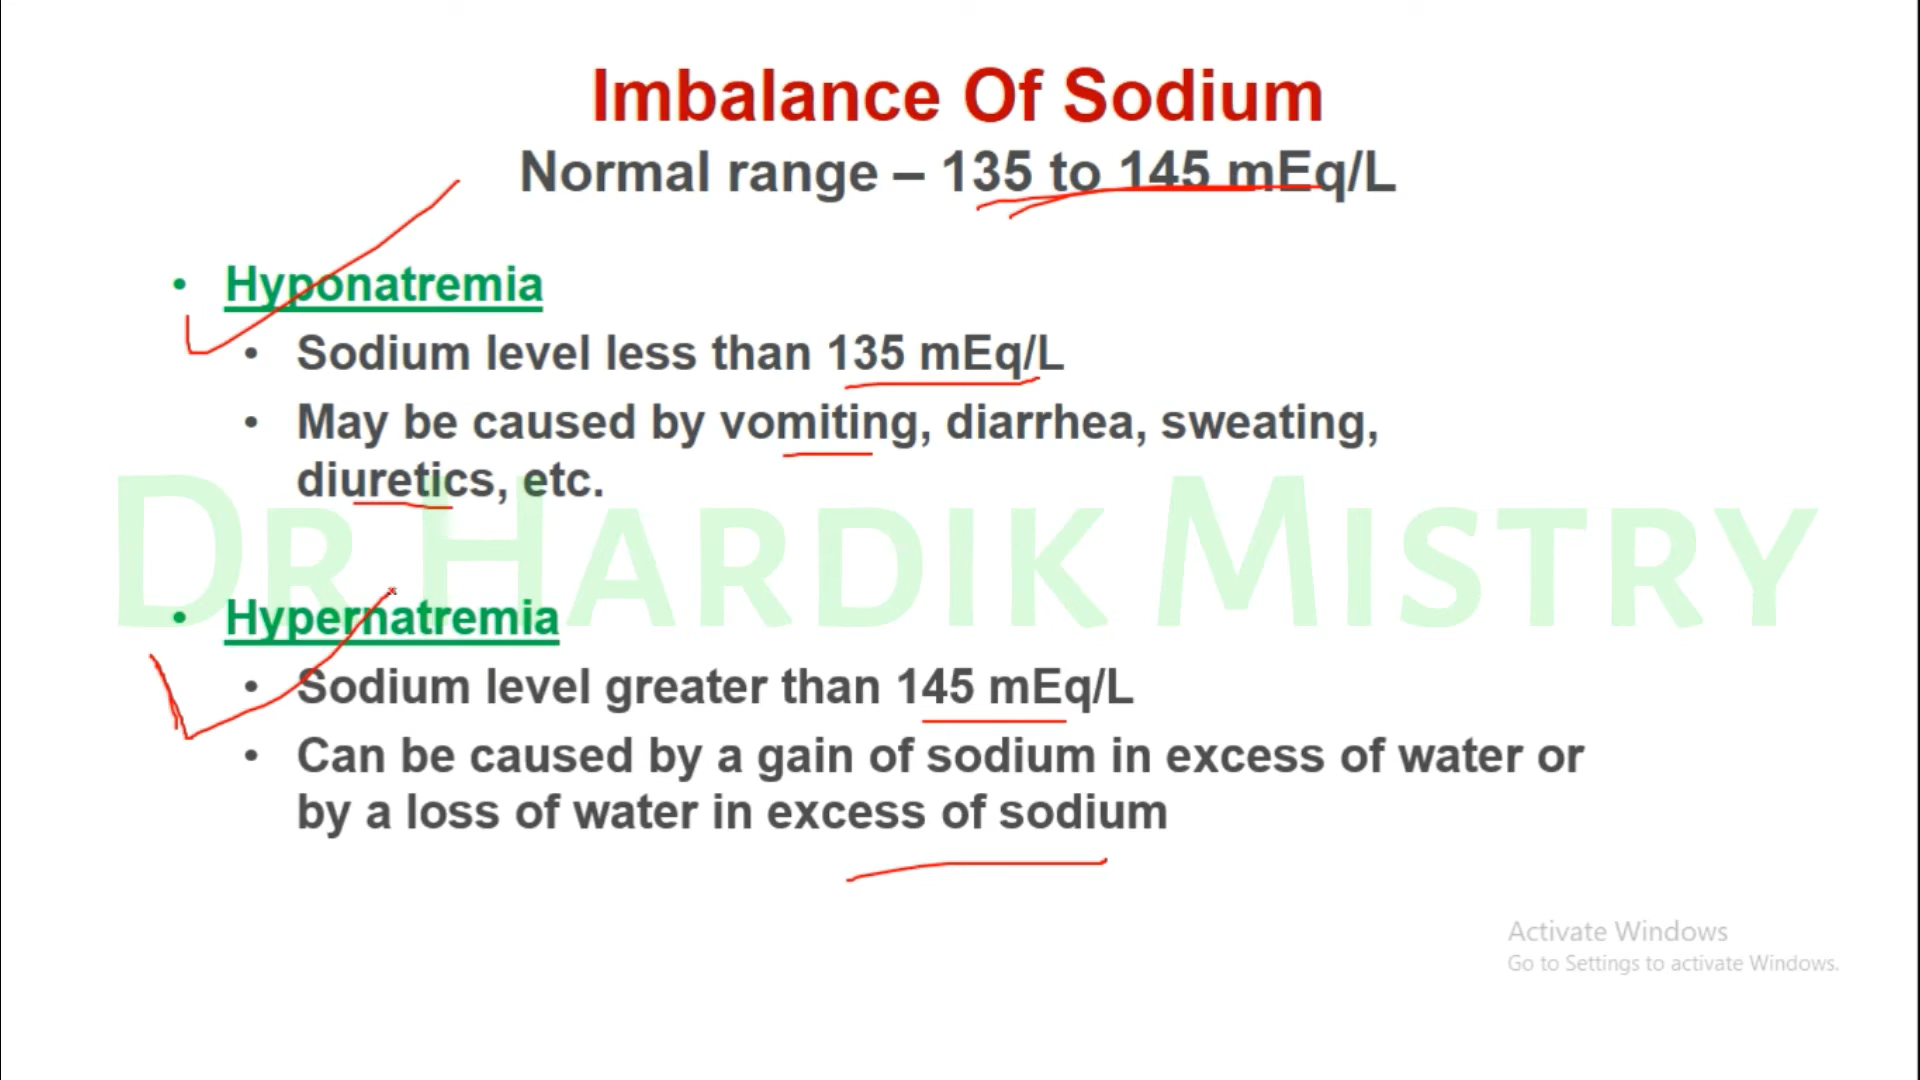 Imbalance Of Sodium
Normal range – 135 to 145 mEq/L
• Hyponatremia
• Sodium level less than 135 mEq/L
• May be caused by vomiting, diarrhea, sweating,
diuretics, etc.
DR HARDIK MISTRY
• Hypernatremia
• Sodium level greater than 145 mEq/L
• Can be caused by a gain of sodium in excess of water or
by a loss of water in excess of sodium
Activate Windows
Go to Settings to activate Windows.